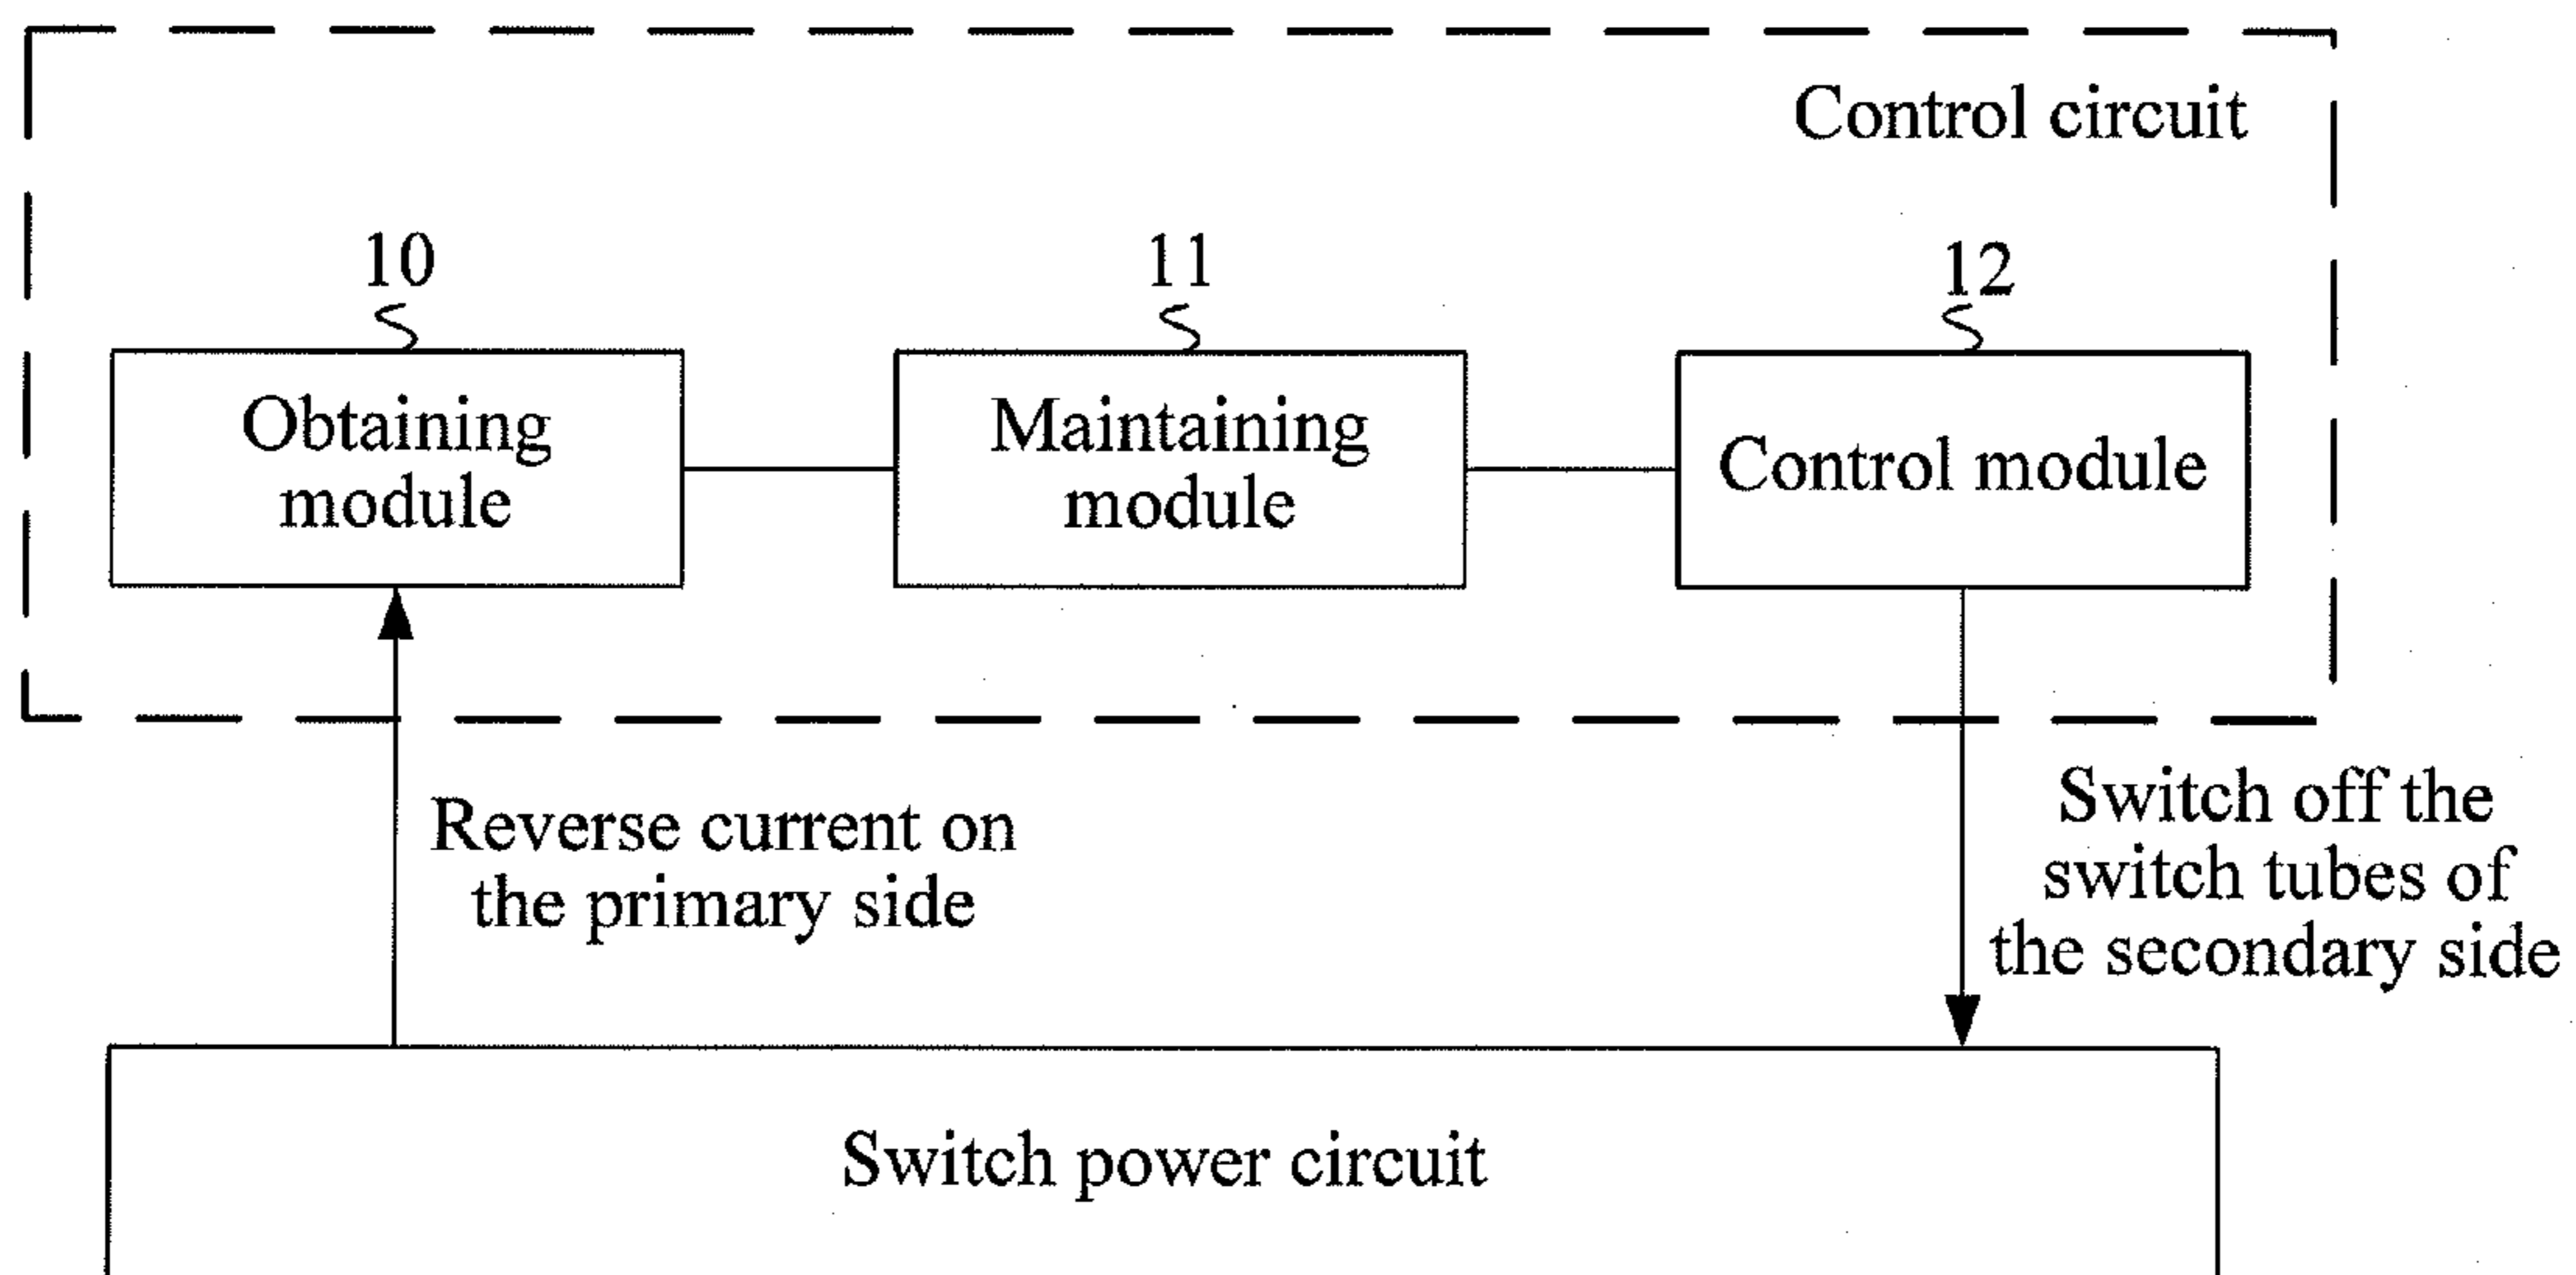 Control circuit
10
11
12
Obtaining
module
Maintaining
module
Control module
Reverse current on
the primary side
Switch off the
switch tubes of
the secondary side
Switch power circuit